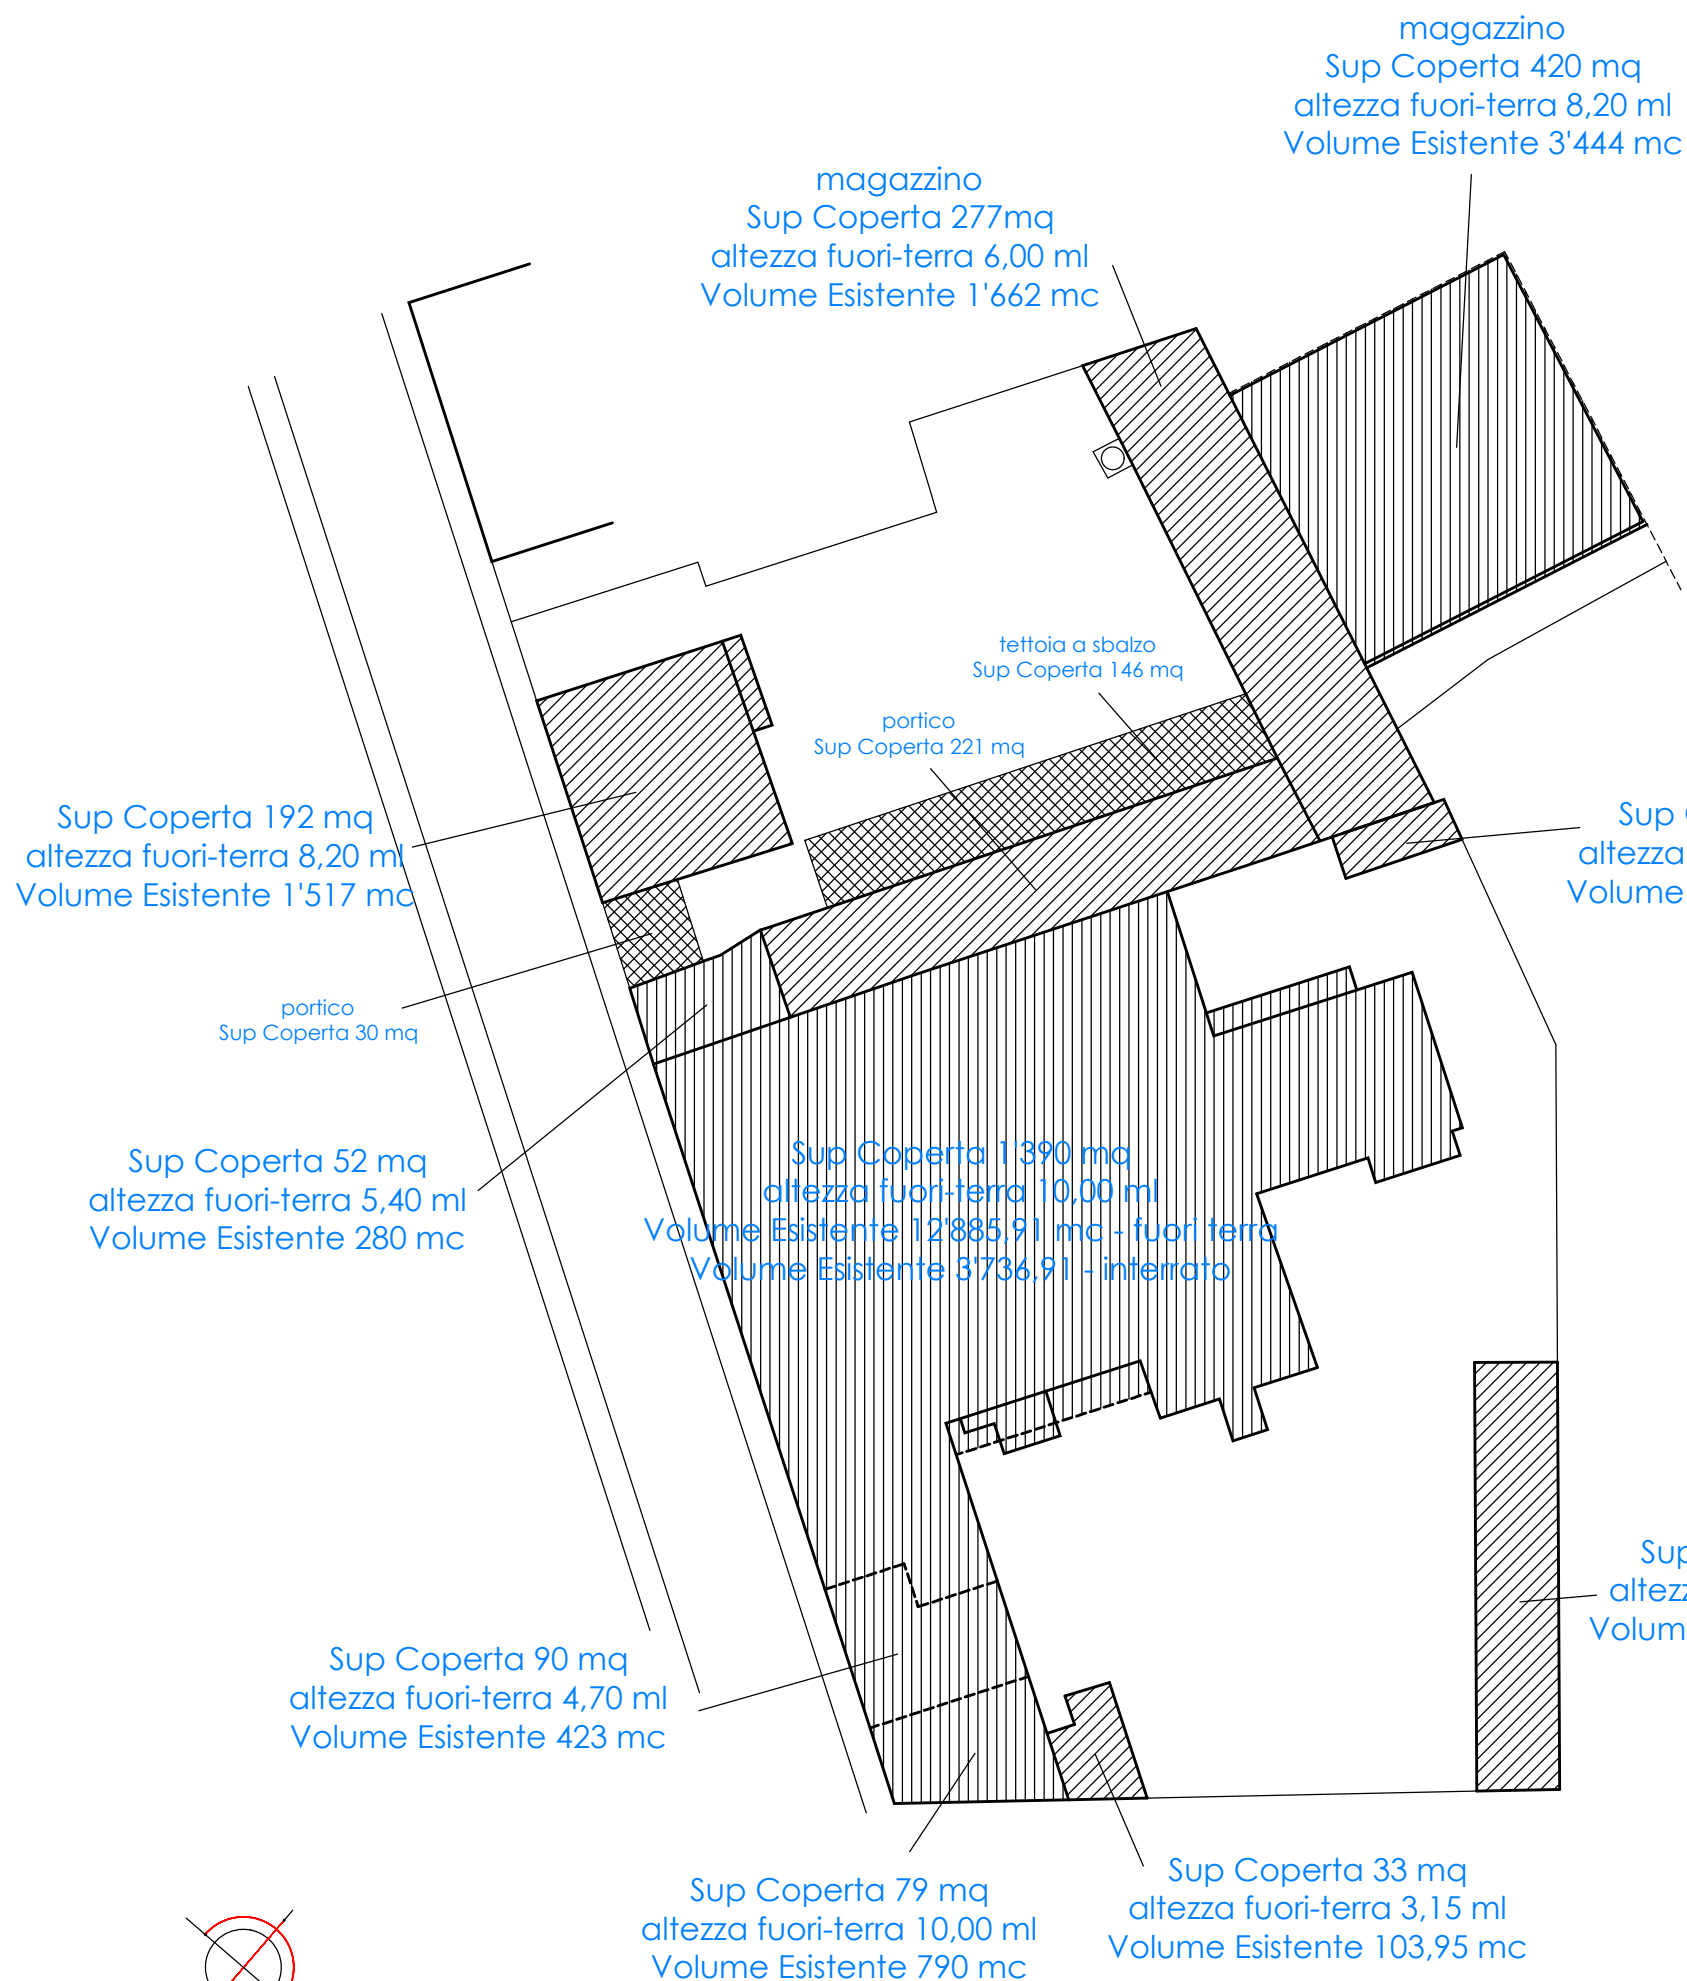 magazzino
Sup Coperta 420 mq
altezza fuori-terra 8,20 ml
Volume Esistente 3'444 mc
magazzino
Sup Coperta 277mq
altezza fuori-terra 6,00 ml
Volume Esistente 1'662 mc
tettoia a sbalzo
Sup Coperta 146 mq
portico
Sup Coperta 221 mq
Sup Coperta 192 mq
altezza fuori-terra 8,20 ml
Volume Esistente 1'517 mc
Sup
altezza
Volume
portico
Sup Coperta 30 mq
Sup Coperta 52 mq
altezza fuori-terra 5,40 ml
Volume Esistente 280 mc
Sup Coperta 1'390 mq
altezza fuori-terra 10,00 ml
Volume Esistente 12'885,91 mc - fuori terra
Volume Esistente 3'736,91 - interrato
Sup Coperta 90 mq
altezza fuori-terra 4,70 ml
Volume Esistente 423 mc
Sup Coperta 79 mq
altezza fuori-terra 10,00 ml
Volume Esistente 790 mc
Sup Coperta 33 mq
altezza fuori-terra 3,15 ml
Volume Esistente 103,95 mc